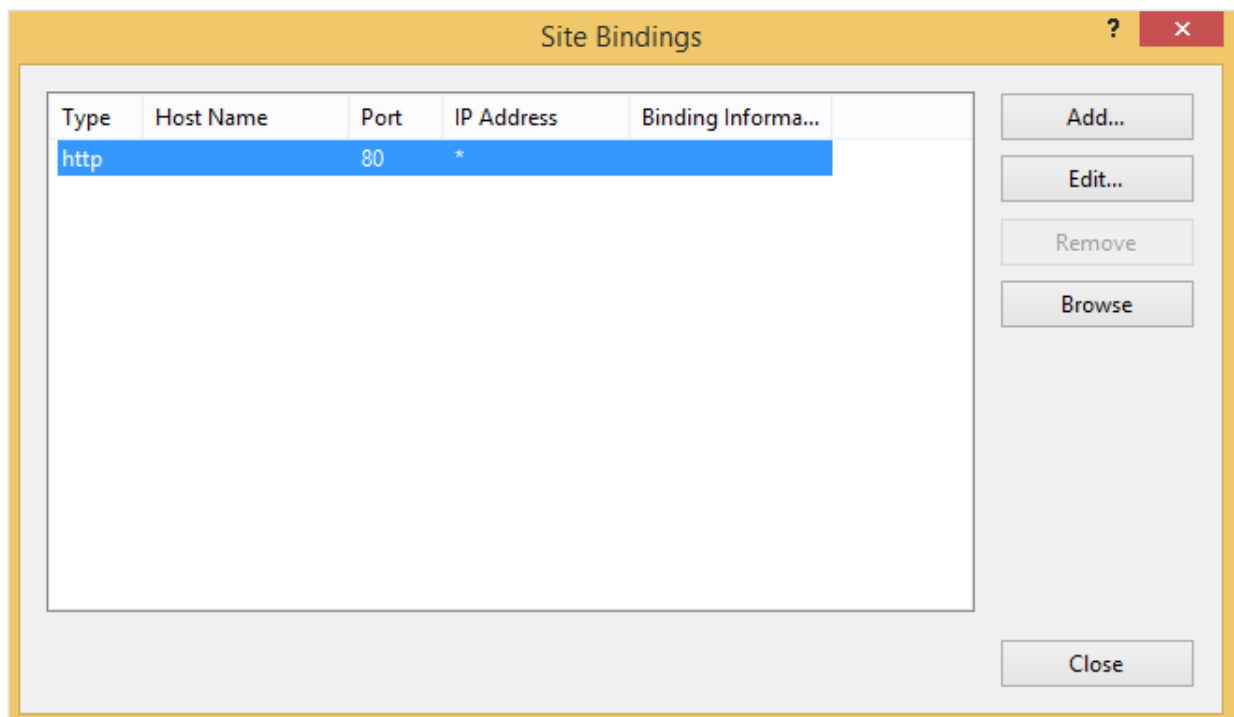 Site Bindings ?
Type Host Name Port IP Address Binding Informa...
http 80 *
Add...
Edit...
Remove
Browse
Close